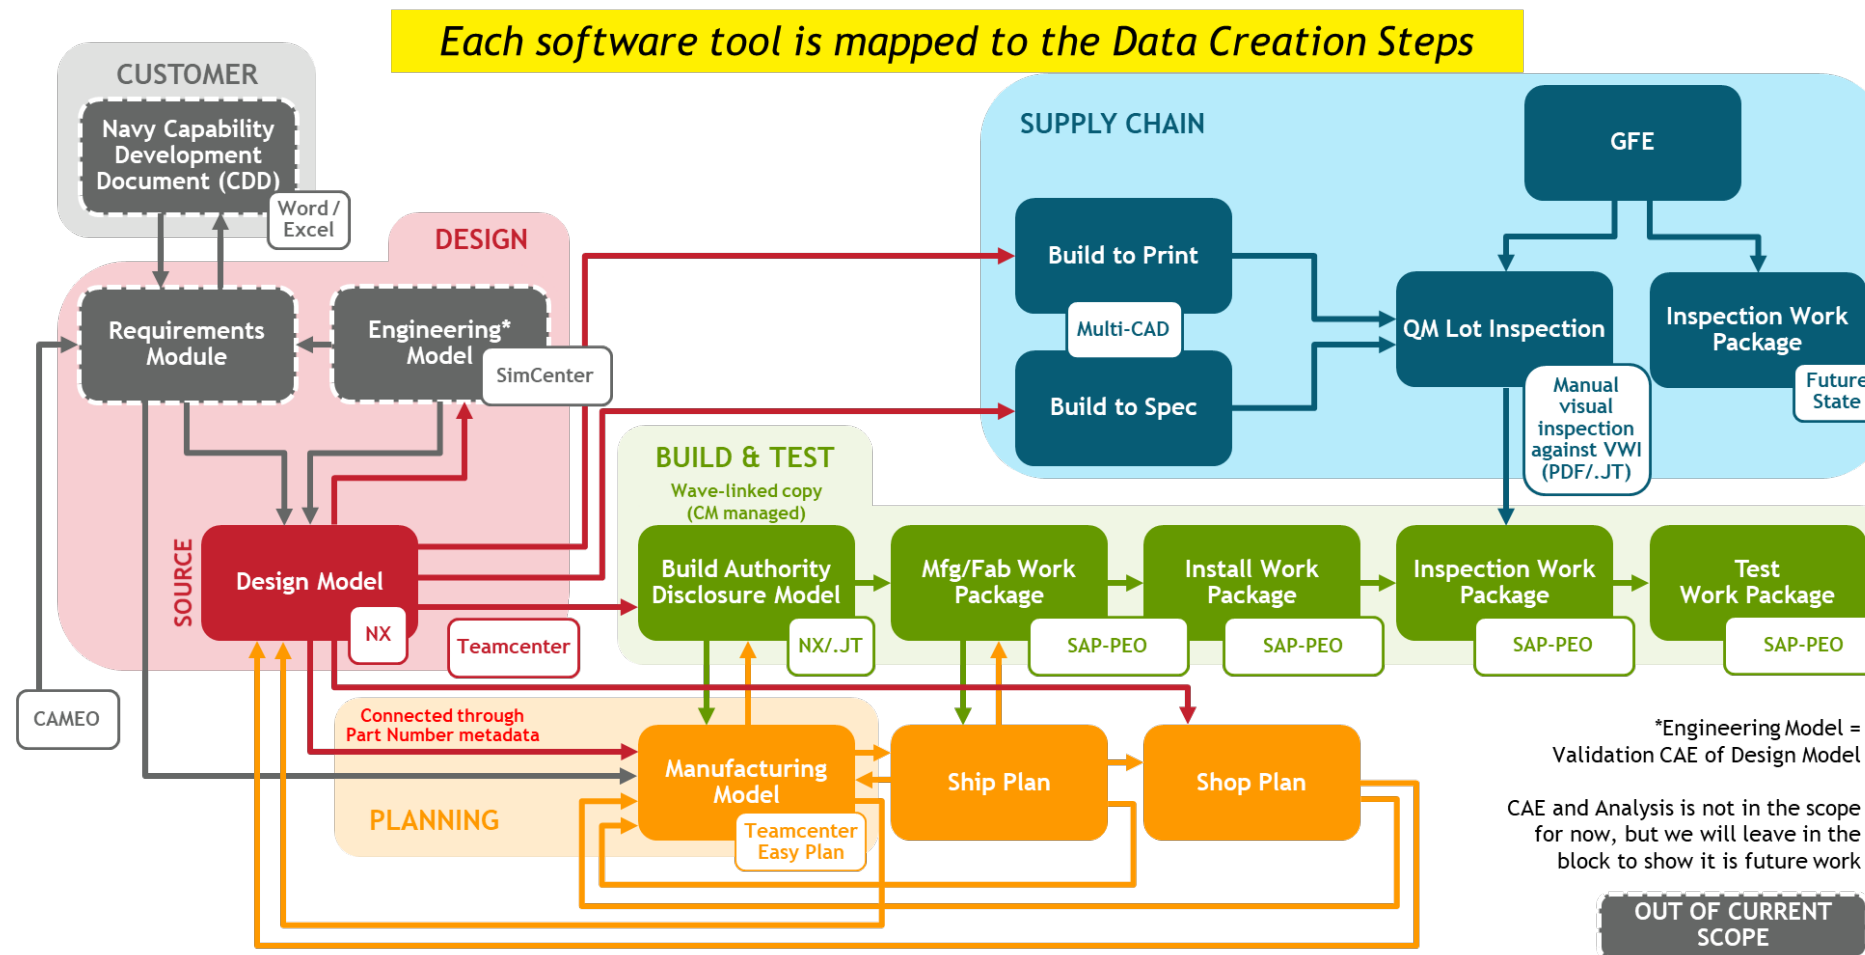 Each software tool is mapped to the Data Creation Steps
CUSTOMER
Navy Capability
Development
Document (CDD)
Word /
Excel
DESIGN
Requirements
Module
Engineering*
Model
SimCenter
SOURCE
Design Model
NX
Teamcenter
CAMEO
SUPPLY CHAIN
GFE
Build to Print
Multi-CAD
Build to Spec
QM Lot Inspection
Manual
visual
inspection
against VWI
(PDF/.JT)
Inspection Work
Package
Future
State
BUILD & TEST
Wave-linked copy
(CM managed)
Build Authority
Disclosure Model
NX/.JT
Mfg/Fab Work
Package
SAP-PEO
Install Work
Package
SAP-PEO
Inspection Work
Package
SAP-PEO
Test
Work Package
SAP-PEO
Connected through
Part Number metadata
PLANNING
Manufacturing
Model
Teamcenter
Easy Plan
Ship Plan
Shop Plan
*Engineering Model =
Validation CAE of Design Model
CAE and Analysis is not in the scope
for now, but we will leave in the
block to show it is future work
OUT OF CURRENT
SCOPE